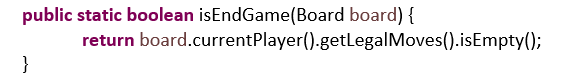 public static boolean isEndGame(Board board) {
return board.currentPlayer().getLegalMoves().isEmpty();
}